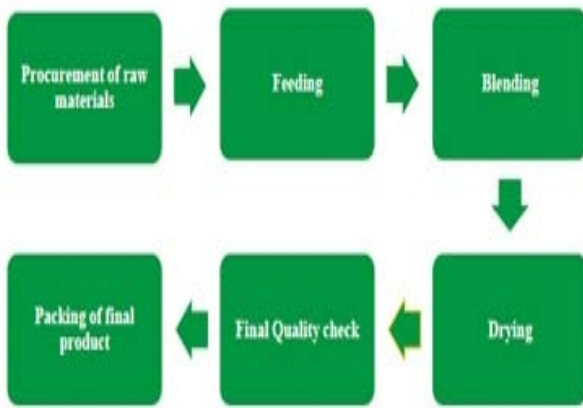 Procurement of raw
materials
Feeding
Blending
Drying
Final Quality check
Packing of final
product